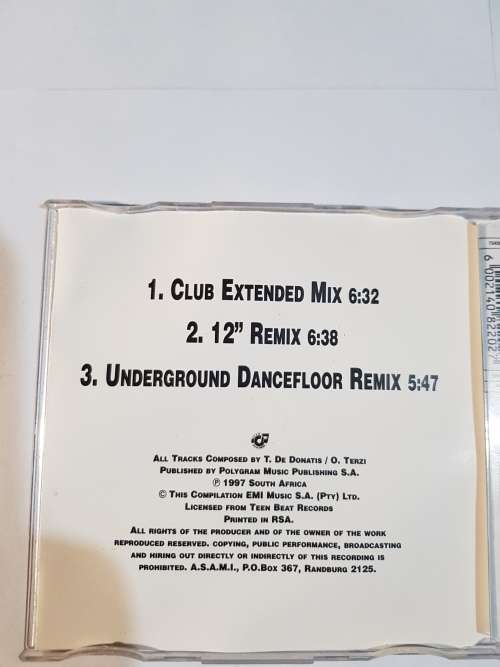 1. Club Extended Mix 6:32
2. 12” Remix 6:38
3. Underground Dancefloor Remix 5:47
All Tracks Composed by T. De Donatis / O. Terzi
Published by Polygram Music Publishing S.A.
℗ 1997 South Africa
© This Compilation EMI Music S.A. (Pty) Ltd.
Licensed from Teen Beat Records
Printed in RSA.
All rights of the producer and of the owner of the work
reproduced reserved. copying, public performance, broadcasting
and hiring out directly or indirectly of this recording is
prohibited. A.S.A.M.I., P.O.Box 367, Randburg 2125.
6 002140 82202